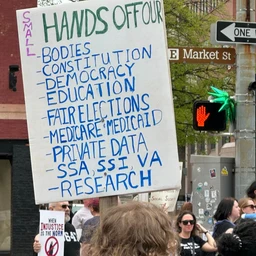 SMALL
HANDS OFF OUR
-BODIES
-CONSTITUTION
-DEMOCRACY
-EDUCATION
-FAIR ELECTIONS
-MEDICARE/MEDICAID
-PRIVATE DATA
-SSA, SSI, VA
-RESEARCH
E Market St
ONE
WHEN
INJUSTICE
IS THE NORM